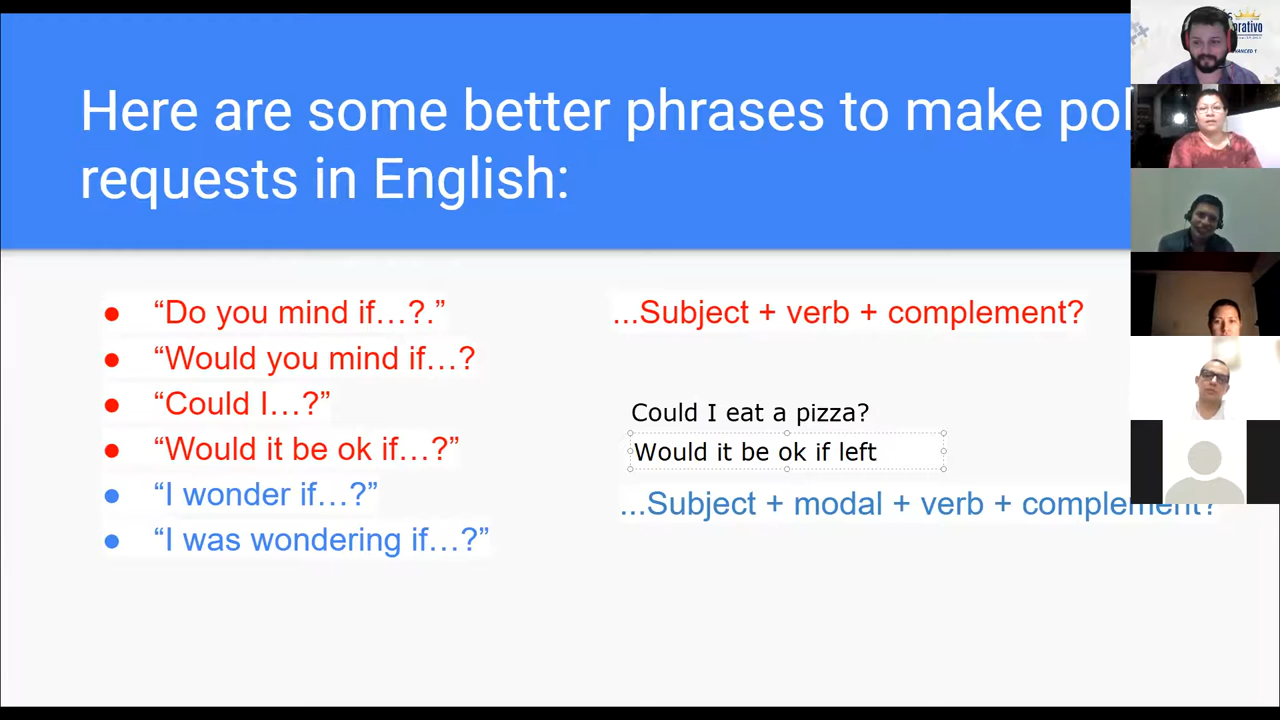 Here are some better phrases to make pol
requests in English:
● “Do you mind if…?.”
...Subject + verb + complement?
● “Would you mind if…?
● “Could I…?”
Could I eat a pizza?
● “Would it be ok if…?”
Would it be ok if left
● “I wonder if…?”
...Subject + modal + verb + complement?
● “I was wondering if…?”